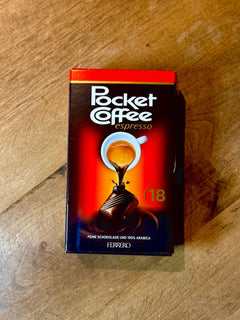 Pocket
Coffee
espresso
18
FEINE SCHOKOLADE UND 100% ARABICA
FERRERO